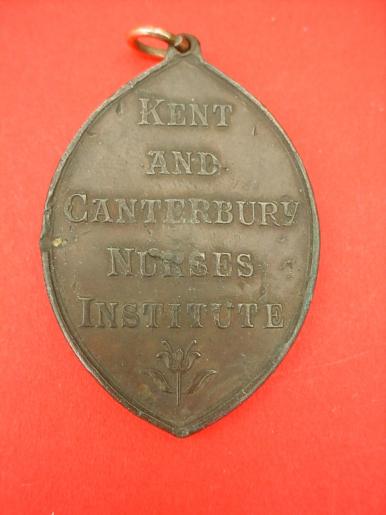 KENT
AND
CANTERBURY
NURSES
INSTITUTE